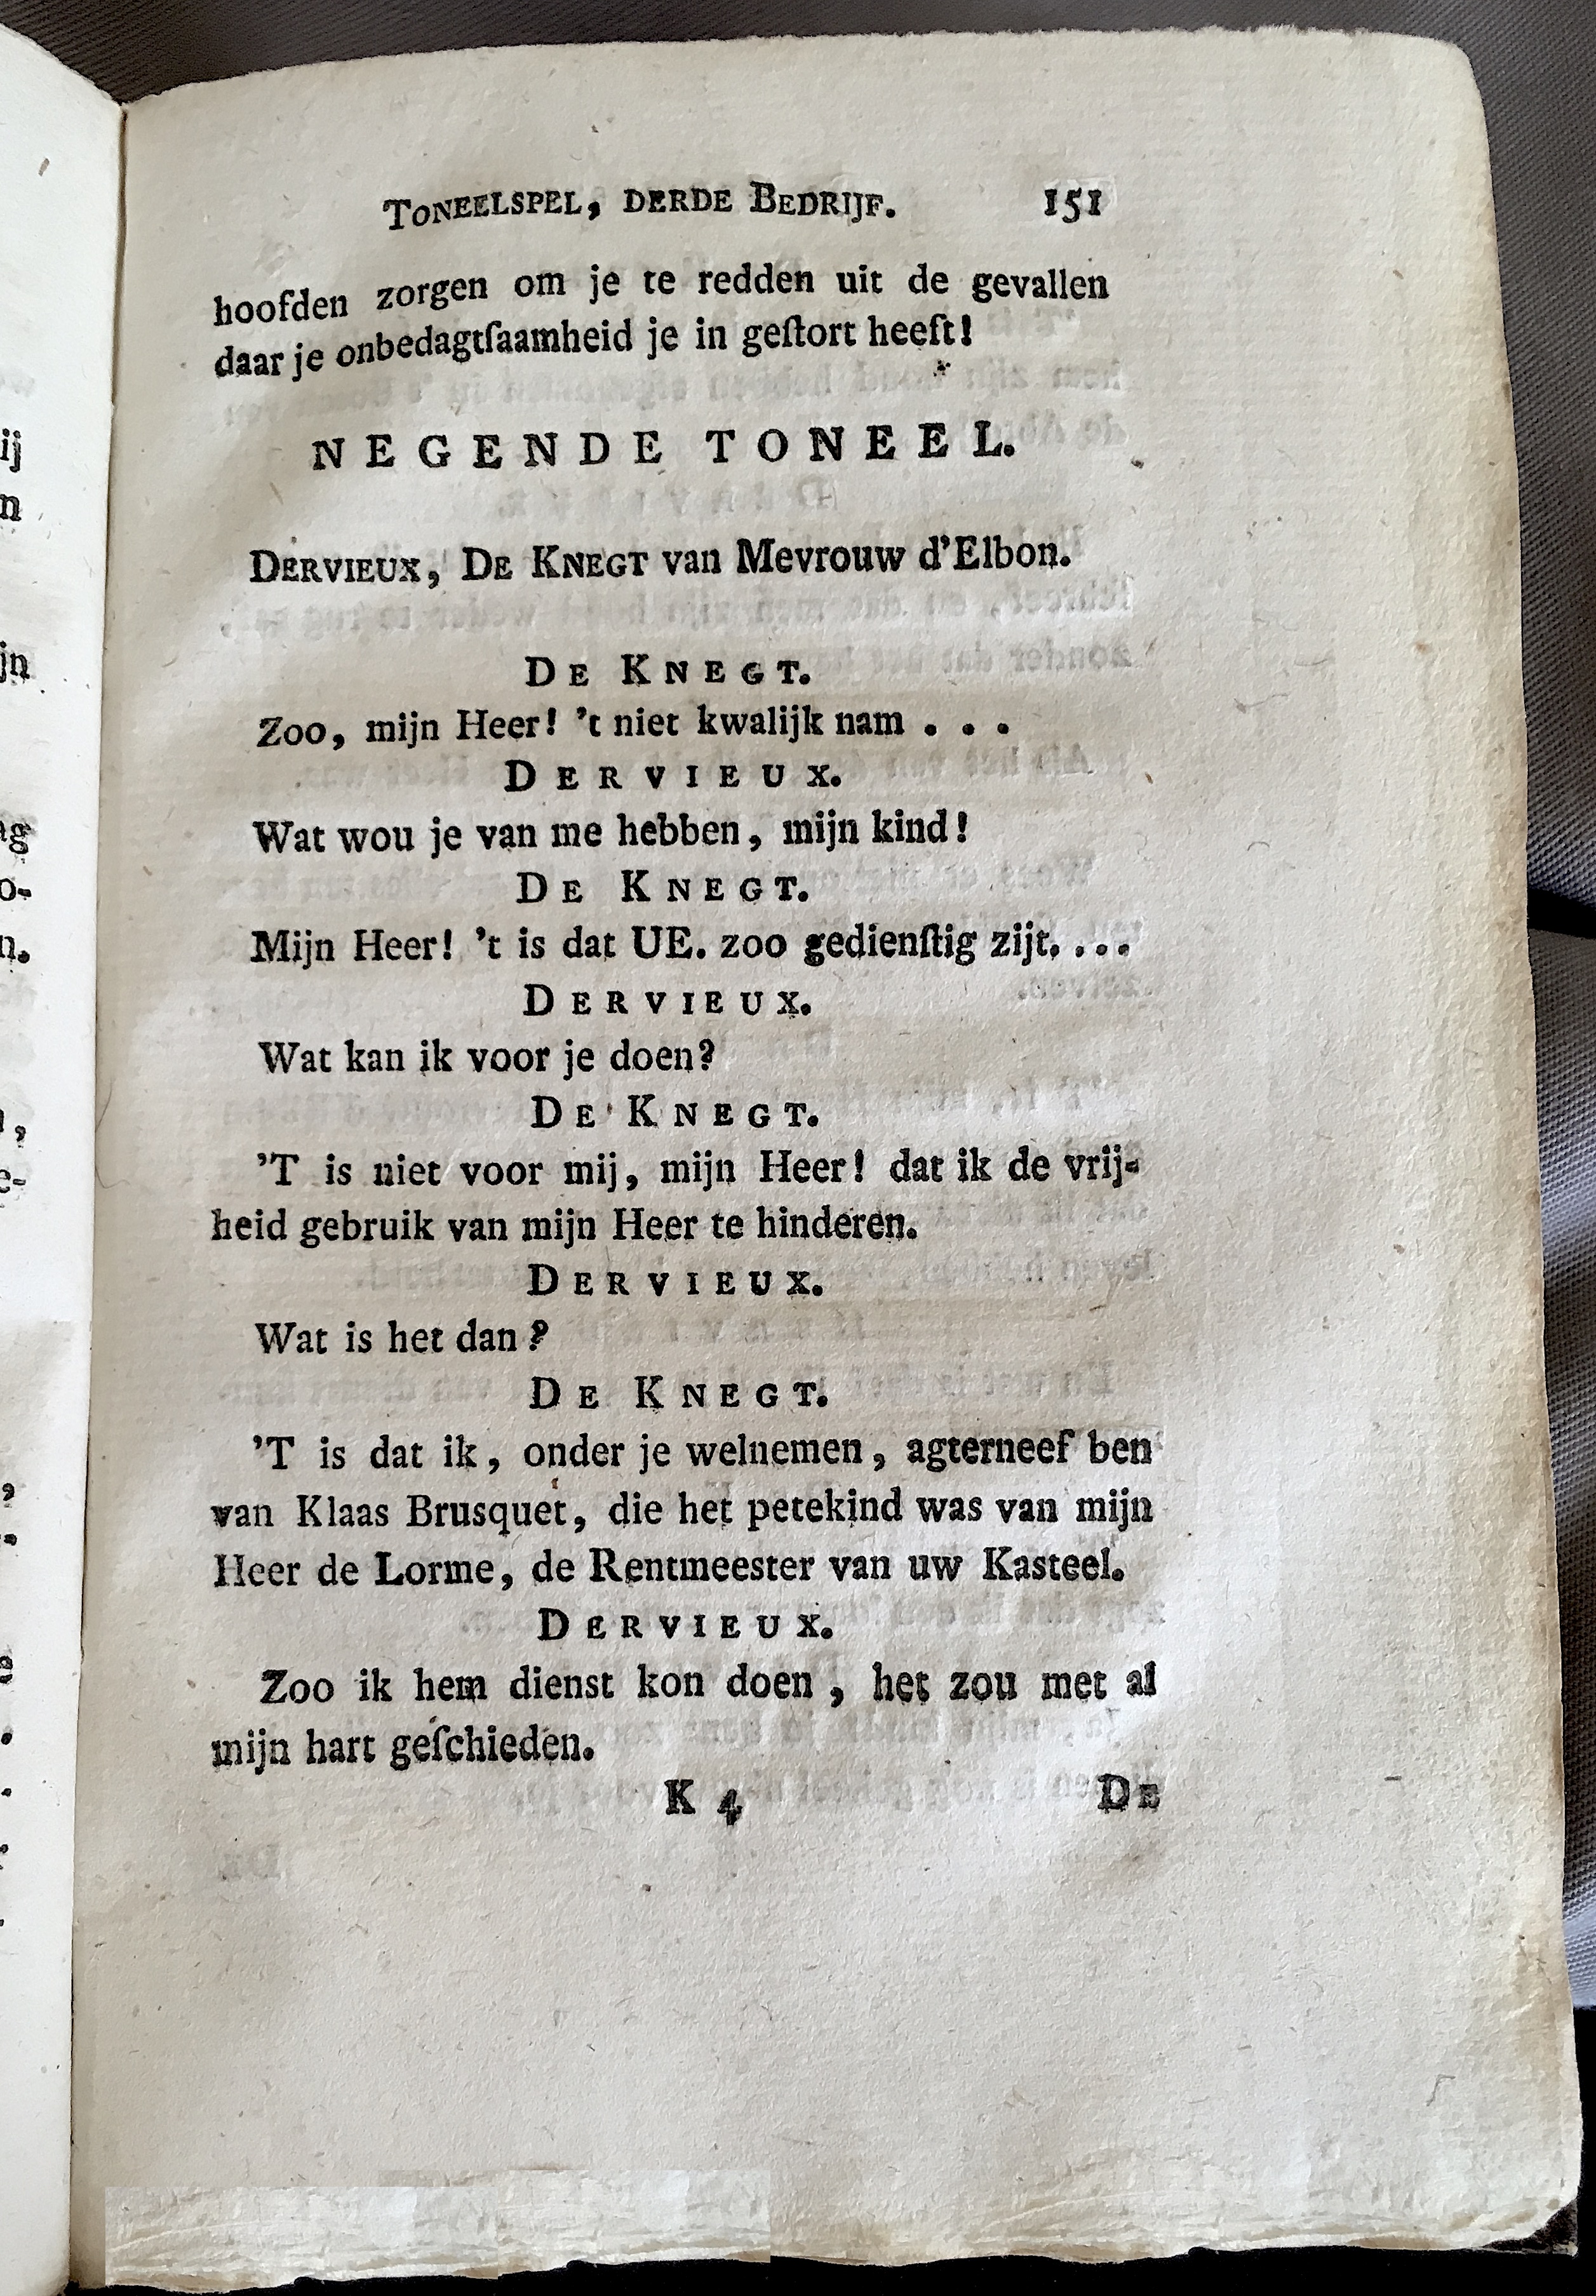 Toneelspel, derde Bedrijf. 151
hoofden zorgen om je te redden uit de gevallen
daar je onbedagtſaamheid je in geſtort heeft!
NEGENDE TONEEL.
Dervieux, De Knegt van Mevrouw d'Elbon.
De Knegt.
Zoo, mijn Heer! 't niet kwalijk nam . . .
Dervieux.
Wat wou je van me hebben, mijn kind!
De Knegt.
Mijn Heer! 't is dat UE. zoo gedienſtig zijt. ...
Dervieux.
Wat kan ik voor je doen?
De Knegt.
'T is niet voor mij, mijn Heer! dat ik de vrij-
heid gebruik van mijn Heer te hinderen.
Dervieux.
Wat is het dan?
De Knegt.
'T is dat ik, onder je welnemen, agterneef ben
van Klaas Brusquet, die het petekind was van mijn
Heer de Lorme, de Rentmeester van uw Kasteel.
Dervieux.
Zoo ik hem dienst kon doen, het zou met al
mijn hart geſchieden.
K 4 De